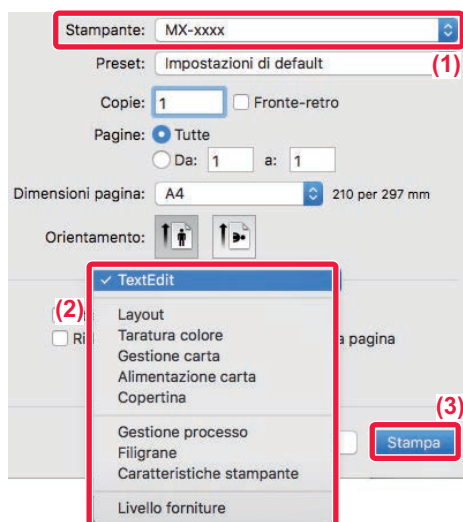 Stampante: MX-xxxx
(1)
Preset: Impostazioni di default
Copie: 1 Fronte-retro
Pagine: Tutte
Da: 1 a: 1
Dimensioni pagina: A4 210 per 297 mm
Orientamento:
✓ TextEdit
(2)
Layout
Taratura colore
a pagina
Gestione carta
Alimentazione carta
Copertina
(3)
Gestione processo
Stampa
Filigrane
Caratteristiche stampante
Livello forniture